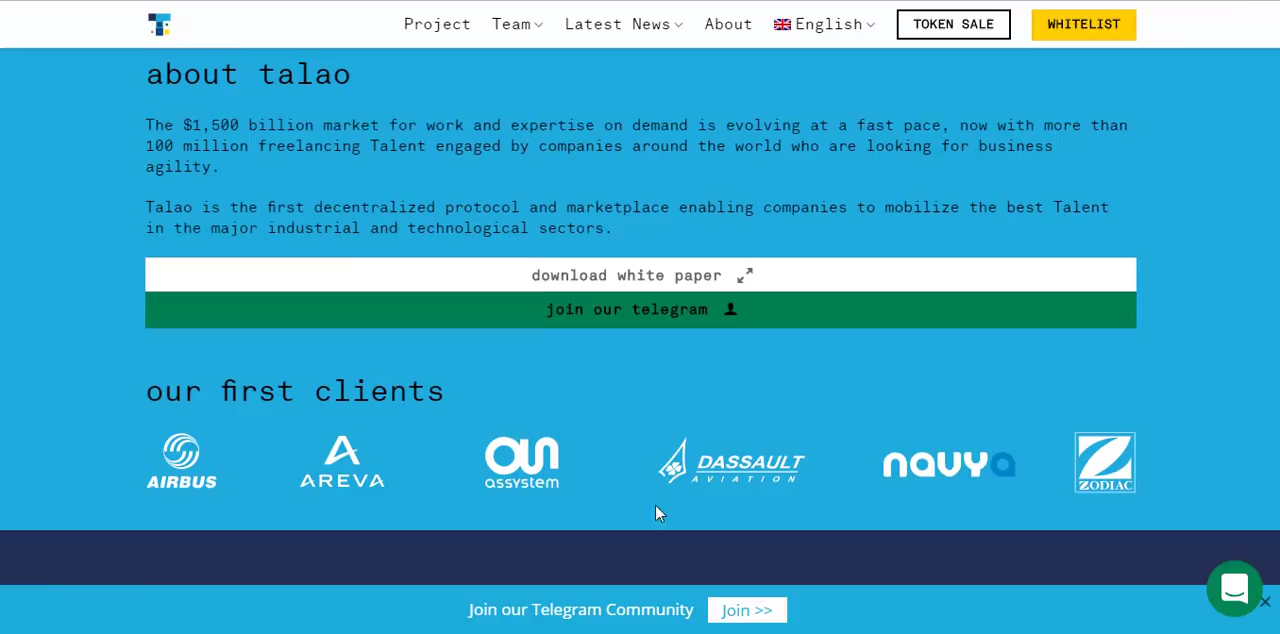 Project Team Latest News About English TOKEN SALE WHITELIST
about talao
The $1,500 billion market for work and expertise on demand is evolving at a fast pace, now with more than
100 million freelancing Talent engaged by companies around the world who are looking for business
agility.
Talao is the first decentralized protocol and marketplace enabling companies to mobilize the best Talent
in the major industrial and technological sectors.
download white paper
join our telegram
our first clients
AIRBUS
AREVA
assystem
DASSAULT
AVIATION
navya
ZODIAC
Join our Telegram Community Join >>